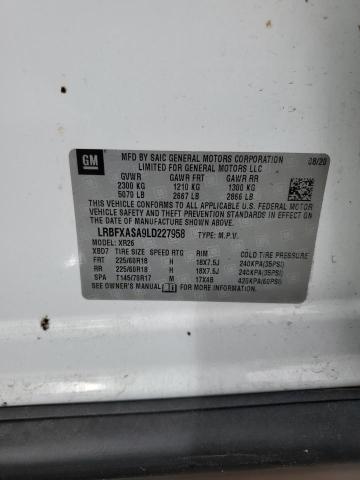 GM
MFD BY SAIC GENERAL MOTORS CORPORATION 08/20
LIMITED FOR GENERAL MOTORS LLC
GVWR GAWR FRT GAWR RR
2300 KG 1210 KG 1300 KG
5070 LB 2667 LB 2866 LB
THIS VEHICLE CONFORMS TO ALL APPLICABLE U.S. FEDERAL MOTOR
VEHICLE SAFETY AND THEFT PREVENTION STANDARDS IN EFFECT ON THE
DATE OF MANUFACTURE SHOWN ABOVE.
LRBFXASA9LD227958 TYPE: M.P.V.
MODEL: XR26
XBD7 TIRE SIZE SPEED RTG RIM COLD TIRE PRESSURE
FRT 225/60R18 H 18X7.5J 240KPA(35PSI)
RR 225/60R18 H 18X7.5J 240KPA(35PSI)
SPA T145/70R17 M 17X4B 420KPA(60PSI)
SEE OWNER'S MANUAL FOR MORE INFORMATION.